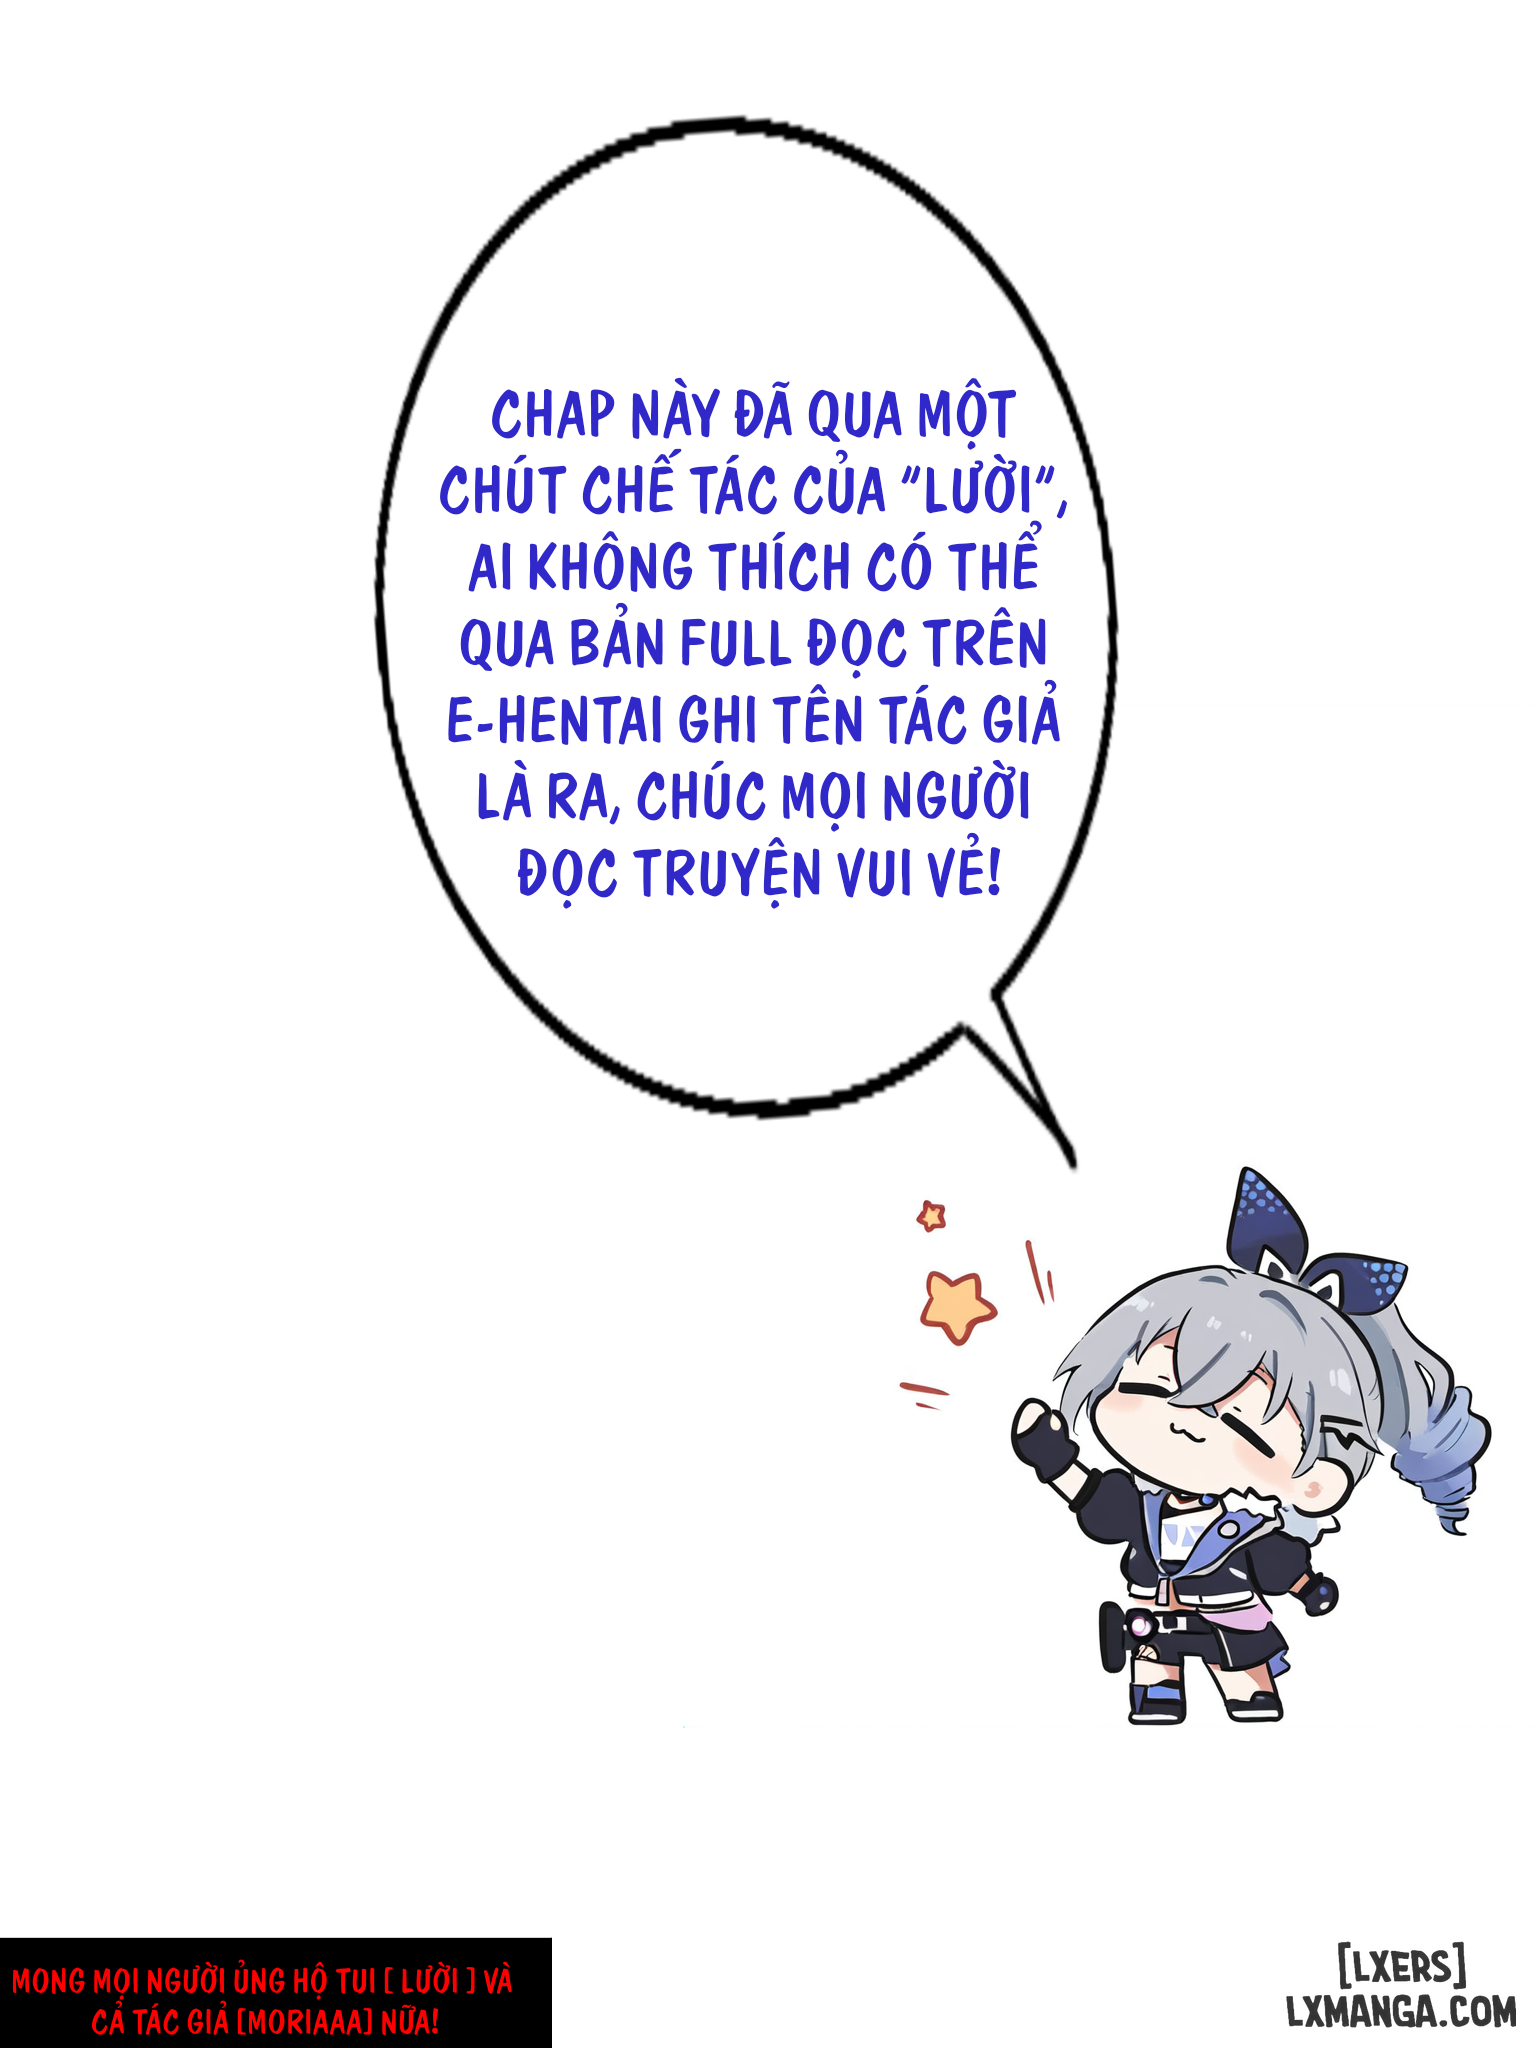 CHAP NÀY ĐÃ QUA MỘT
CHÚT CHẾ TÁC CỦA "LƯỜI",
AI KHÔNG THÍCH CÓ THỂ
QUA BẢN FULL ĐỌC TRÊN
E-HENTAI GHI TÊN TÁC GIẢ
LÀ RA, CHÚC MỌI NGƯỜI
ĐỌC TRUYỆN VUI VẺ!
MONG MỌI NGƯỜI ỦNG HỘ TUI [ LƯỜI ] VÀ
CẢ TÁC GIẢ [MORIAAA] NỮA!
[LXERS]
LXMANGA.COM